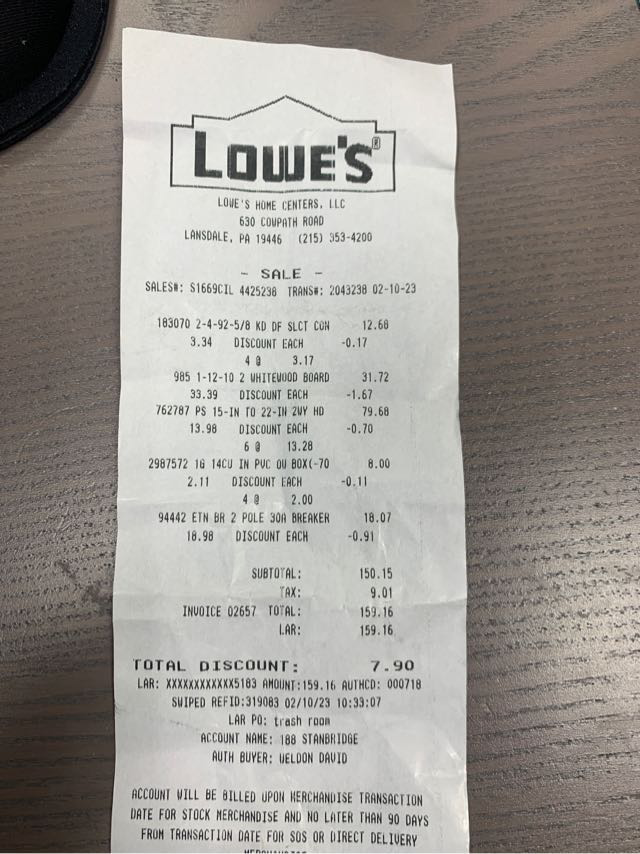 LOWE'S®
LOWE'S HOME CENTERS, LLC
630 COWPATH ROAD
LANSDALE, PA 19446 (215) 353-4200
- SALE -
SALES#: S1669CIL 4425238 TRANS#: 2043238 02-10-23
183070 2-4-92-5/8 KD DF SLCT CON 12.68
3.34 DISCOUNT EACH -0.17
4 @ 3.17
985 1-12-10 2 WHITEWOOD BOARD 31.72
33.39 DISCOUNT EACH -1.67
762787 PS 15-IN TO 22-IN 2WY HD 79.68
13.98 DISCOUNT EACH -0.70
6 @ 13.28
2987572 1G 14CU IN PVC OW BOX(-70 8.00
2.11 DISCOUNT EACH -0.11
4 @ 2.00
94442 ETN BR 2 POLE 30A BREAKER 18.07
18.98 DISCOUNT EACH -0.91
SUBTOTAL: 150.15
TAX: 9.01
INVOICE 02657 TOTAL: 159.16
LAR: 159.16
TOTAL DISCOUNT: 7.90
LAR: XXXXXXXXXXXX5183 AMOUNT:159.16 AUTHCD: 000718
SWIPED REFID:319083 02/10/23 10:33:07
LAR PO: trash room
ACCOUNT NAME: 188 STANBRIDGE
AUTH BUYER: WELDON DAVID
ACCOUNT WILL BE BILLED UPON MERCHANDISE TRANSACTION
DATE FOR STOCK MERCHANDISE AND NO LATER THAN 90 DAYS
FROM TRANSACTION DATE FOR SOS OR DIRECT DELIVERY